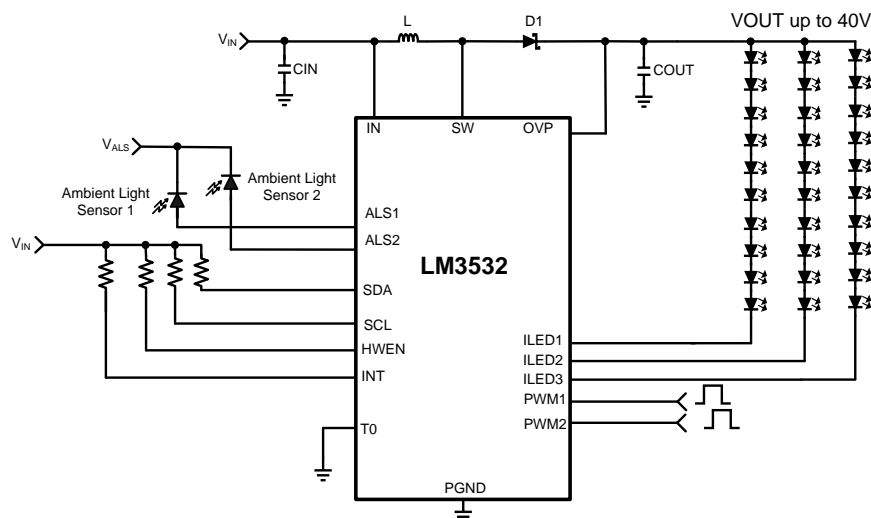 L
D1
VOUT up to 40V
VIN
CIN
COUT
IN
SW
OVP
VALS
Ambient Light
Sensor 1
Ambient Light
Sensor 2
ALS1
ALS2
VIN
LM3532
SDA
SCL
HWEN
INT
T0
ILED1
ILED2
ILED3
PWM1
PWM2
PGND